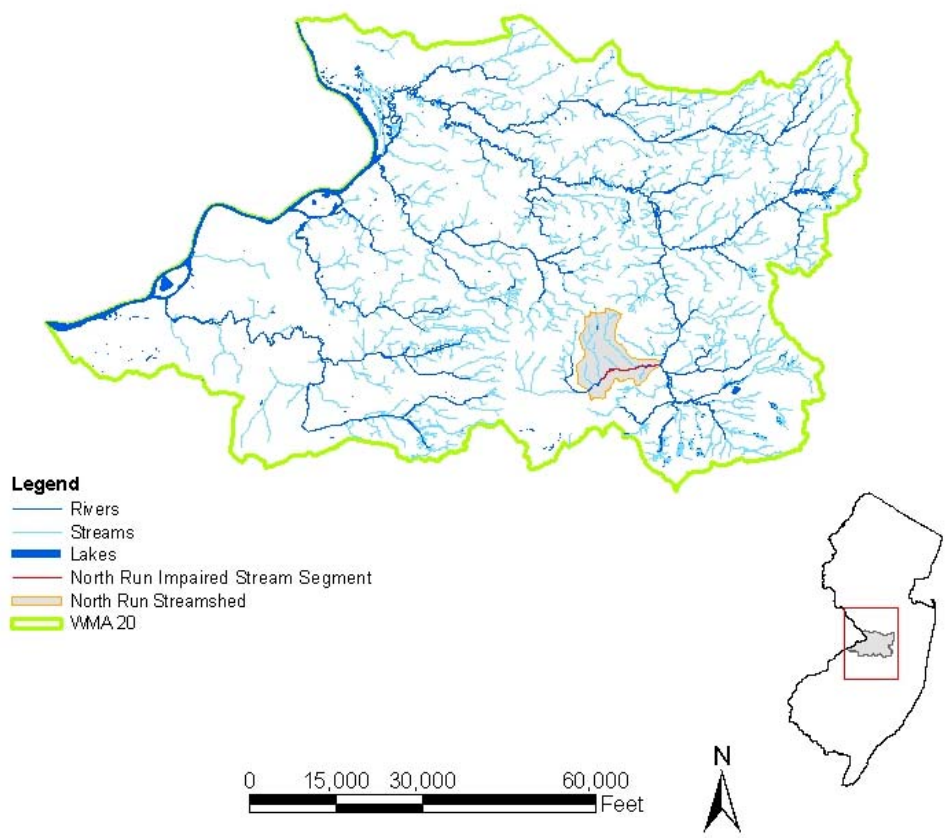 Legend
Rivers
Streams
Lakes
North Run Impaired Stream Segment
North Run Streamshed
WMA 20
0 15,000 30,000 60,000
Feet
N